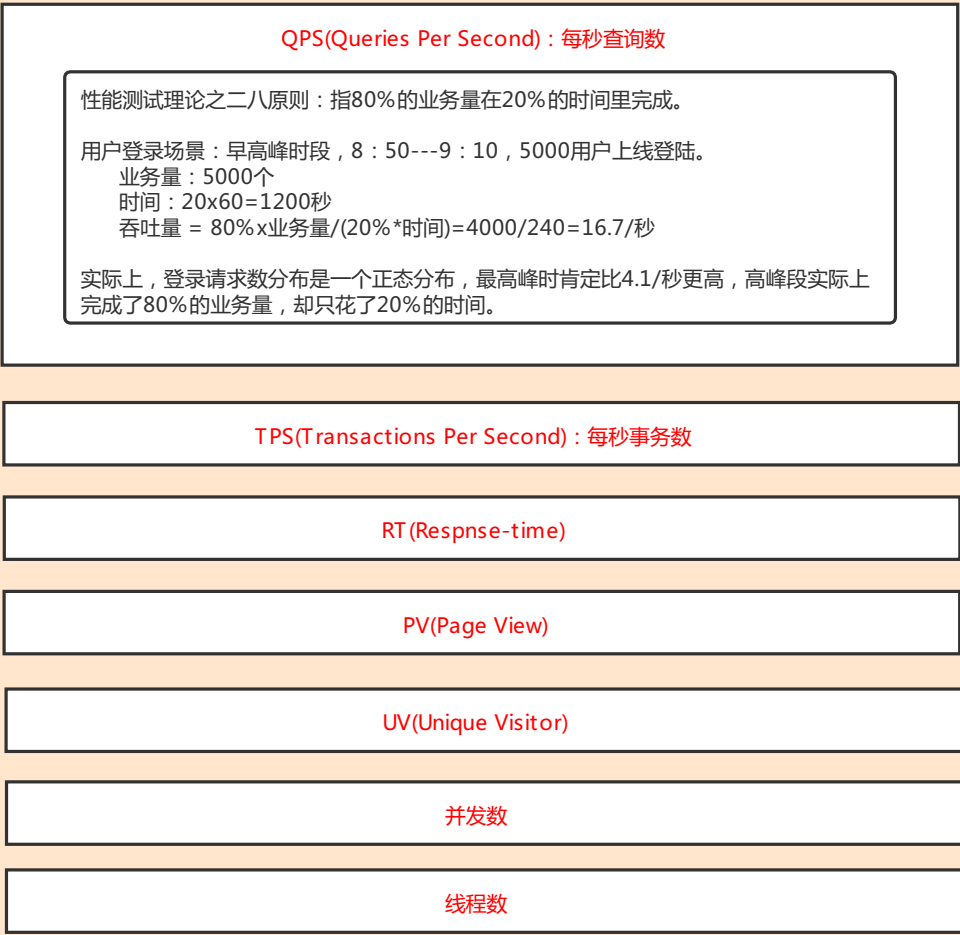 QPS(Queries Per Second)：每秒查询数
性能测试理论之二八原则：指80%的业务量在20%的时间里完成。
用户登录场景：早高峰时段，8：50---9：10，5000用户上线登陆。
业务量：5000个
时间：20x60=1200秒
吞吐量 = 80%x业务量/(20%*时间)=4000/240=16.7/秒
实际上，登录请求数分布是一个正态分布，最高峰时肯定比4.1/秒更高，高峰段实际上
完成了80%的业务量，却只花了20%的时间。
TPS(Transactions Per Second)：每秒事务数
RT(Respnse-time)
PV(Page View)
UV(Unique Visitor)
并发数
线程数